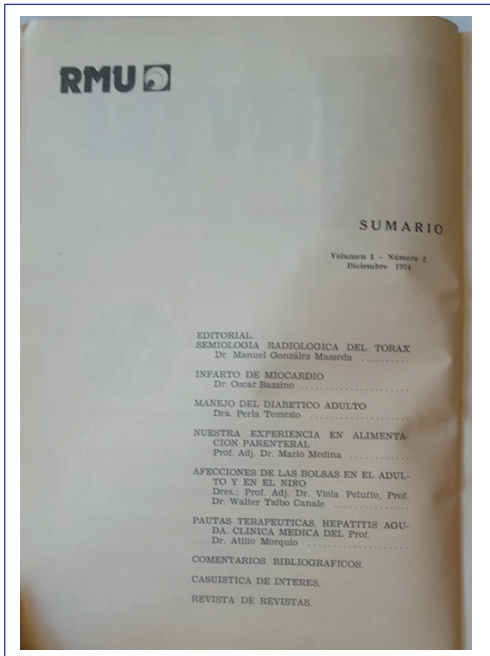 RMU
SUMARIO
Volumen I - Número 2
Diciembre 1974
EDITORIAL.
SEMIOLOGIA RADIOLOGICA DEL TORAX
Dr. Manuel González Masseda ..........
INFARTO DE MIOCARDIO
Dr. Oscar Bazzino ......................
MANEJO DEL DIABETICO ADULTO
Dra. Perla Temesio ....................
NUESTRA EXPERIENCIA EN ALIMENTA-
CION PARENTERAL
Prof. Adj. Dr. Mario Medina ............
AFECCIONES DE LAS BOLSAS EN EL ADUL-
TO Y EN EL NIÑO
Dres.: Prof. Adj. Dr. Viola Peluffo, Prof.
Dr. Walter Taibo Canale ...............
PAUTAS TERAPEUTICAS. HEPATITIS AGU-
DA. CLINICA MEDICA DEL Prof.
Dr. Atilio Morquio ....................
COMENTARIOS BIBLIOGRAFICOS.
CASUISTICA DE INTERES.
REVISTA DE REVISTAS.